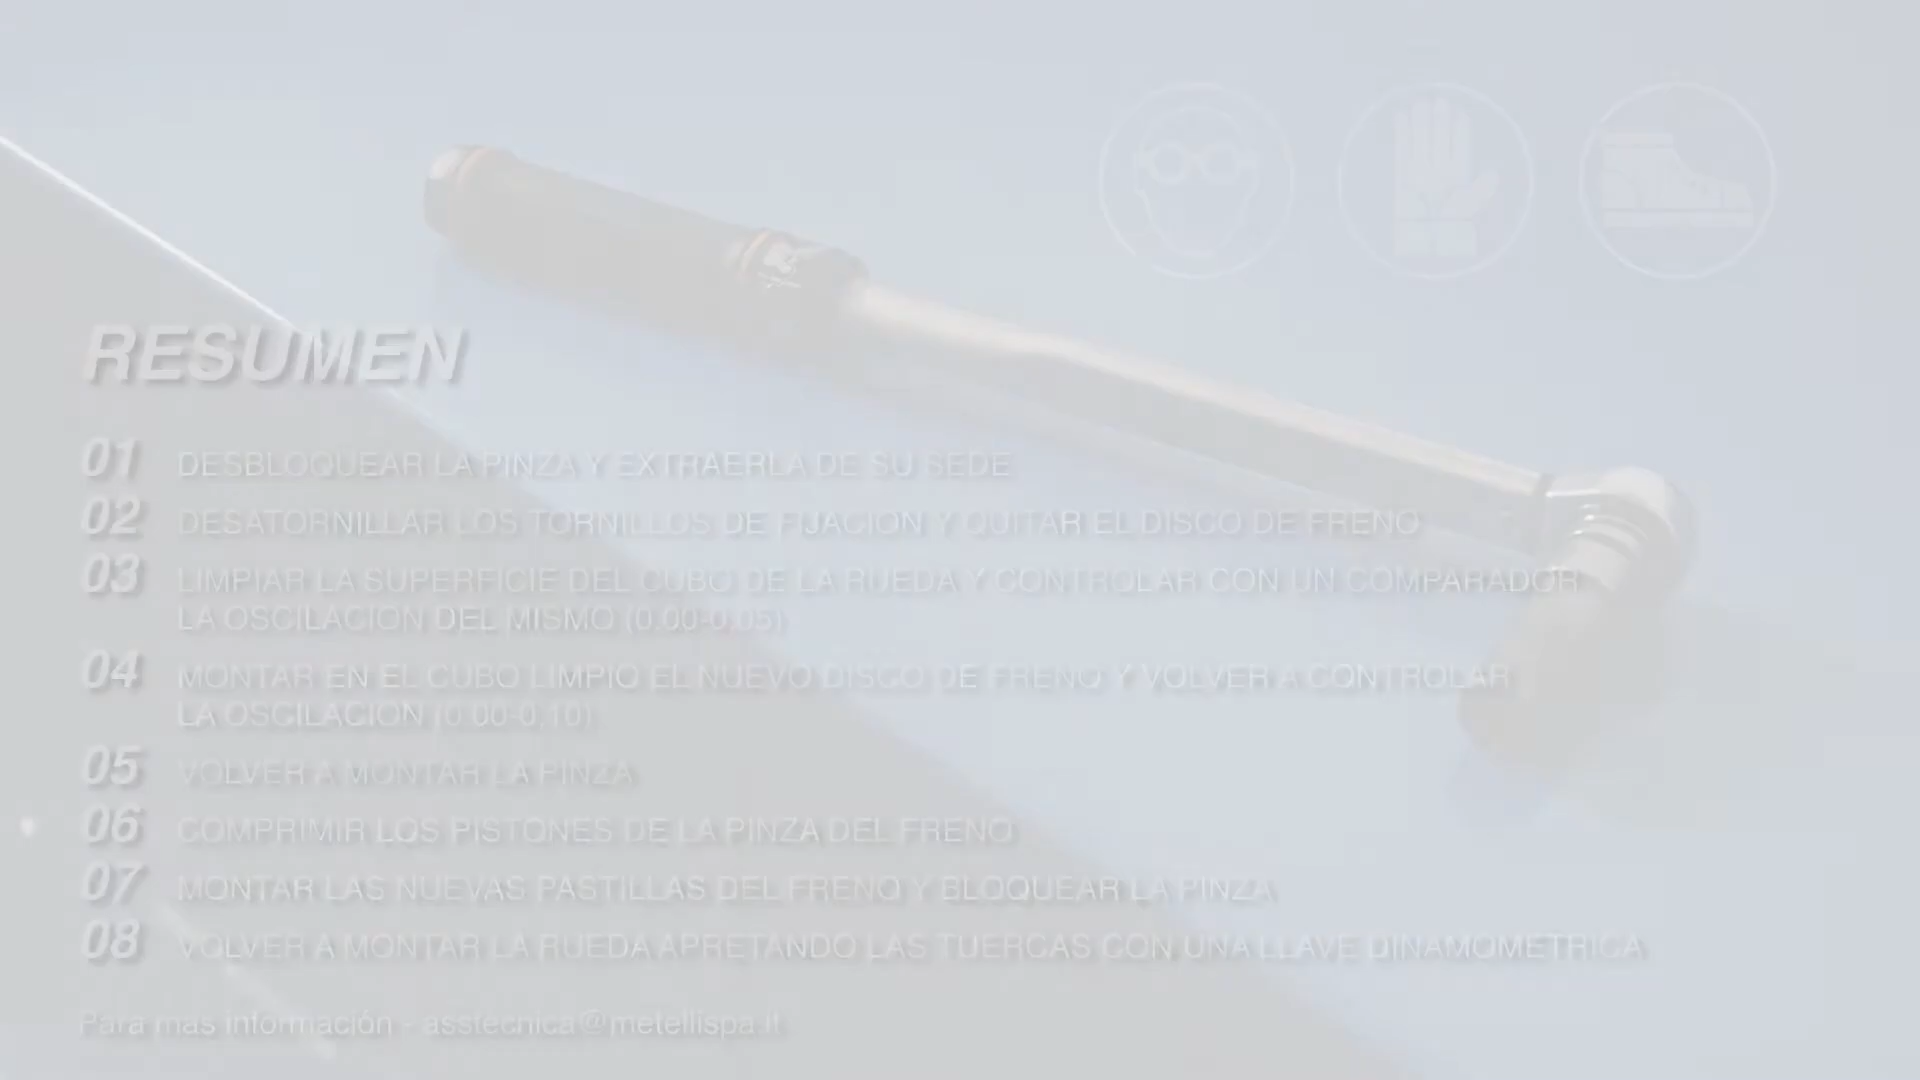 RESUMEN
01 DESBLOQUEAR LA PINZA Y EXTRAERLA DE SU SEDE
02 DESATORNILLAR LOS TORNILLOS DE FIJACION Y QUITAR EL DISCO DE FRENO
03 LIMPIAR LA SUPERFICIE DEL CUBO DE LA RUEDA Y CONTROLAR CON UN COMPARADOR
LA OSCILACION DEL MISMO (0.00-0.05)
04 MONTAR EN EL CUBO LIMPIO EL NUEVO DISCO DE FRENO Y VOLVER A CONTROLAR
LA OSCILACION (0.00-0.10)
05 VOLVER A MONTAR LA PINZA
06 COMPRIMIR LOS PISTONES DE LA PINZA DEL FRENO
07 MONTAR LAS NUEVAS PASTILLAS DEL FRENO Y BLOQUEAR LA PINZA
08 VOLVER A MONTAR LA RUEDA APRETANDO LAS TUERCAS CON UNA LLAVE DINAMOMETRICA
Para mas información - asstecnica@metellispa.it